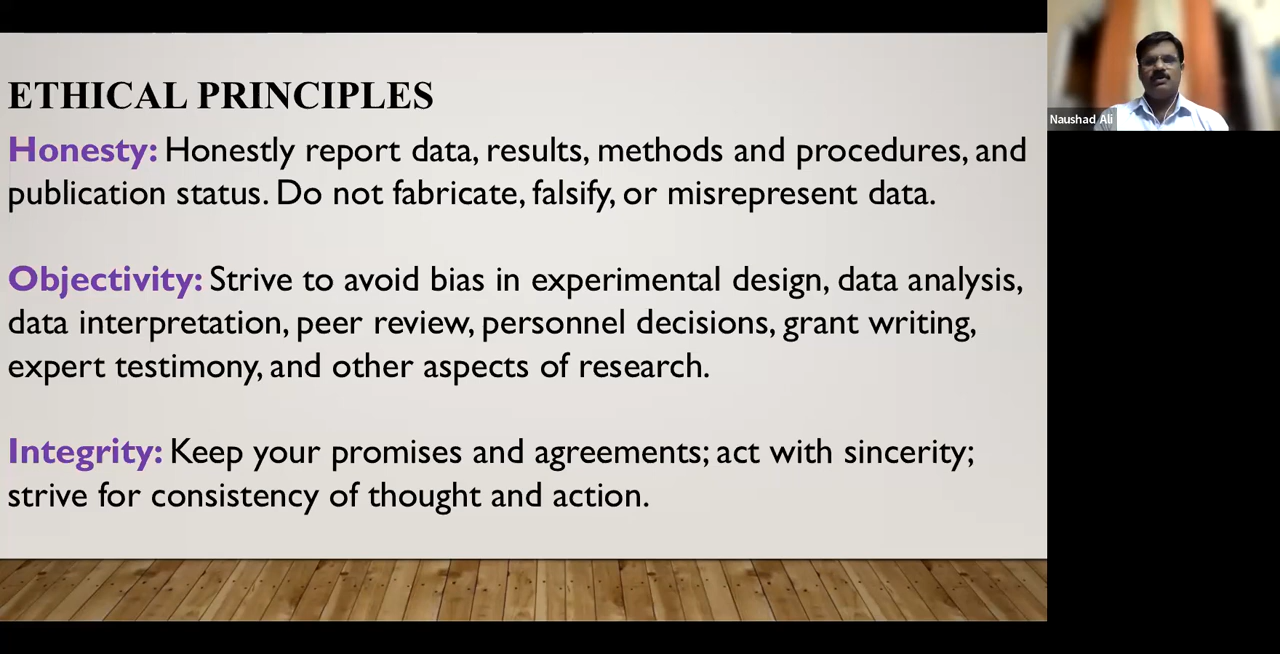 ETHICAL PRINCIPLES
Honesty: Honestly report data, results, methods and procedures, and
publication status. Do not fabricate, falsify, or misrepresent data.
Objectivity: Strive to avoid bias in experimental design, data analysis,
data interpretation, peer review, personnel decisions, grant writing,
expert testimony, and other aspects of research.
Integrity: Keep your promises and agreements; act with sincerity;
strive for consistency of thought and action.
Naushad Ali